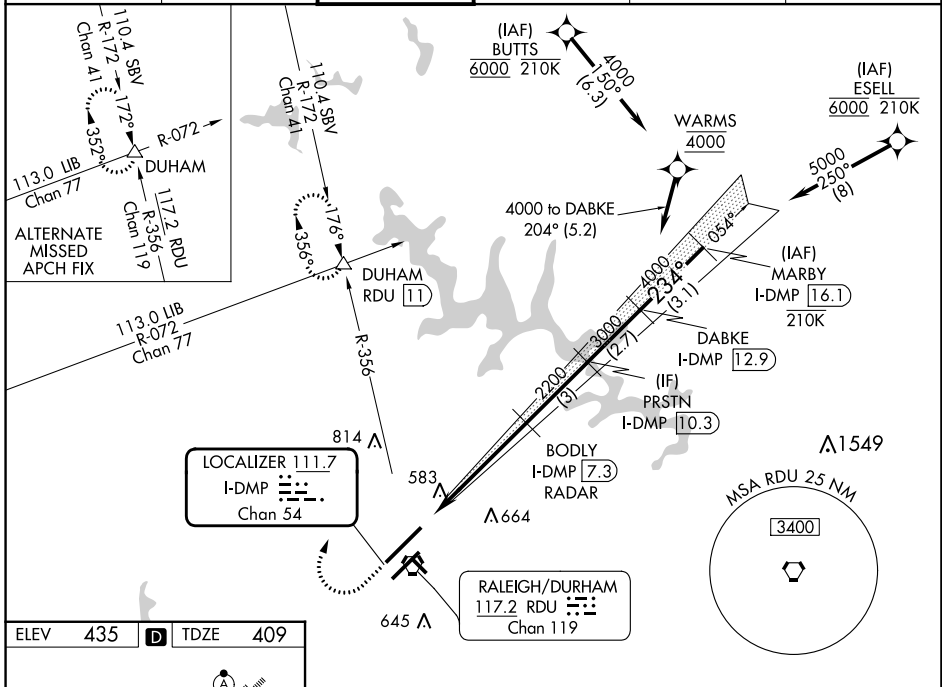 110.4 SBV
R-172
Chan 41
172°
352°
R-072
DUHAM
113.0 LIB
Chan 77
117.2 RDU
R-356
Chan 119
ALTERNATE
MISSED
APCH FIX
110.4 SBV
R-172
Chan 41
176°
356°
DUHAM
RDU 11
113.0 LIB
R-072
Chan 77
R-356
(IAF)
BUTTS
6000 210K
4000
150°
(6.3)
(IAF)
ESELL
6000 210K
5000
250°
(8)
WARMS
4000
4000 to DABKE
204° (5.2)
054°
234°
4000
(3.1)
3000
(2.7)
2200
(3)
(IAF)
MARBY
I-DMP 16.1
210K
DABKE
I-DMP 12.9
(IF)
PRSTN
I-DMP 10.3
BODLY
I-DMP 7.3
RADAR
814
583
664
645
1549
LOCALIZER 111.7
I-DMP
Chan 54
RALEIGH/DURHAM
117.2 RDU
Chan 119
MSA RDU 25 NM
3400
ELEV 435 D TDZE 409
A